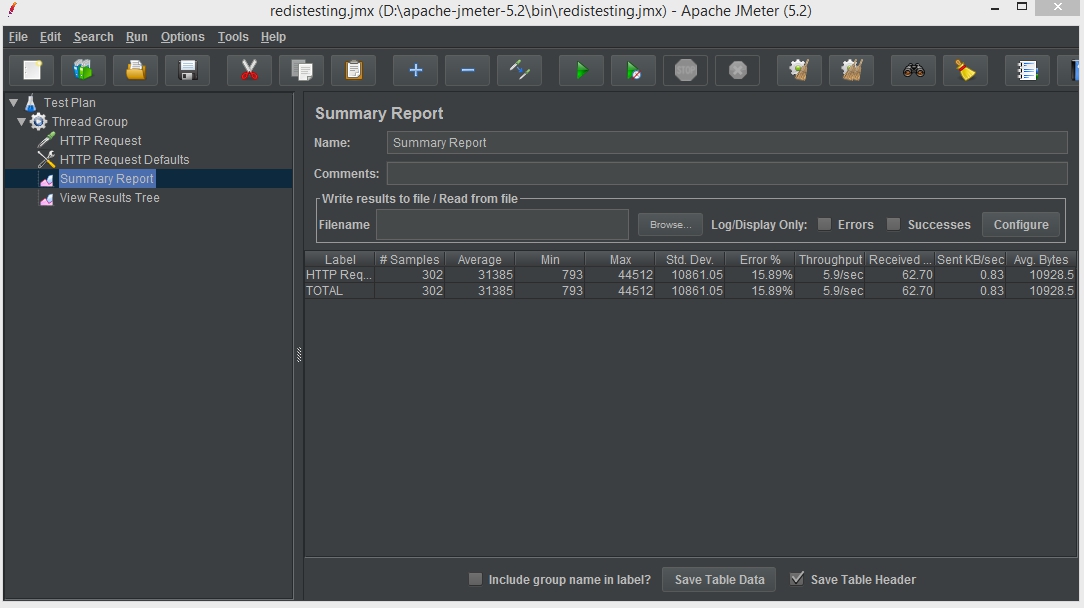 redistesting.jmx (D:\apache-jmeter-5.2\bin\redistesting.jmx) - Apache JMeter (5.2)
File Edit Search Run Options Tools Help
STOP
Test Plan
Thread Group
HTTP Request
HTTP Request Defaults
Summary Report
View Results Tree
Summary Report
Name: Summary Report
Comments:
Write results to file / Read from file
Filename Browse... Log/Display Only: Errors Successes Configure
Label # Samples Average Min Max Std. Dev. Error % Throughput Received ... Sent KB/sec Avg. Bytes
HTTP Req... 302 31385 793 44512 10861.05 15.89% 5.9/sec 62.70 0.83 10928.5
TOTAL 302 31385 793 44512 10861.05 15.89% 5.9/sec 62.70 0.83 10928.5
Include group name in label? Save Table Data Save Table Header